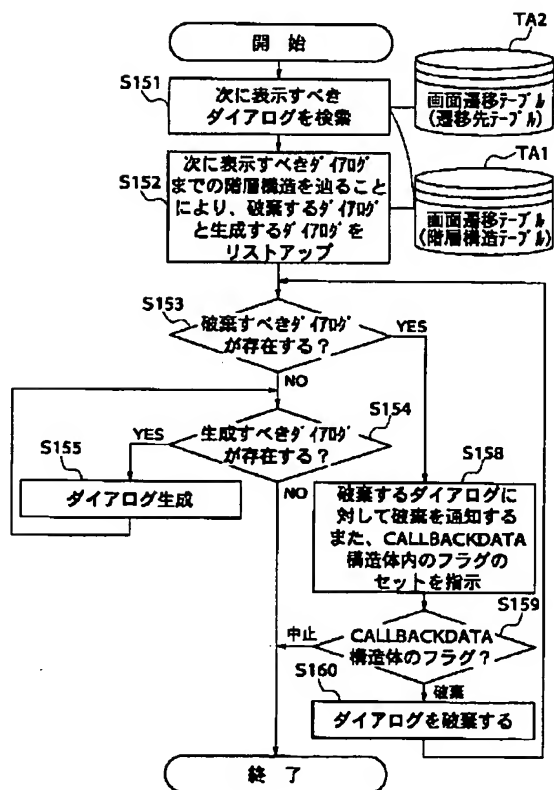 TA2
開 始
S151
次に表示すべき
ダイアログを検索
画面遷移テーブル
(遷移先テーブル)
TA1
S152
次に表示すべきダイアログ
までの階層構造を辿ること
により、破棄するダイアログ
と生成するダイアログを
リストアップ
画面遷移テーブル
(階層構造テーブル)
S153
破棄すべきダイアログ
が存在する?
YES
NO
S154
生成すべきダイアログ
が存在する?
YES
NO
S155
ダイアログ生成
S158
破棄するダイアログに
対して破棄を通知する
また、CALLBACKDATA
構造体内のフラグの
セットを指示
S159
CALLBACKDATA
構造体のフラグ?
中止
破棄
S160
ダイアログを破棄する
終 了